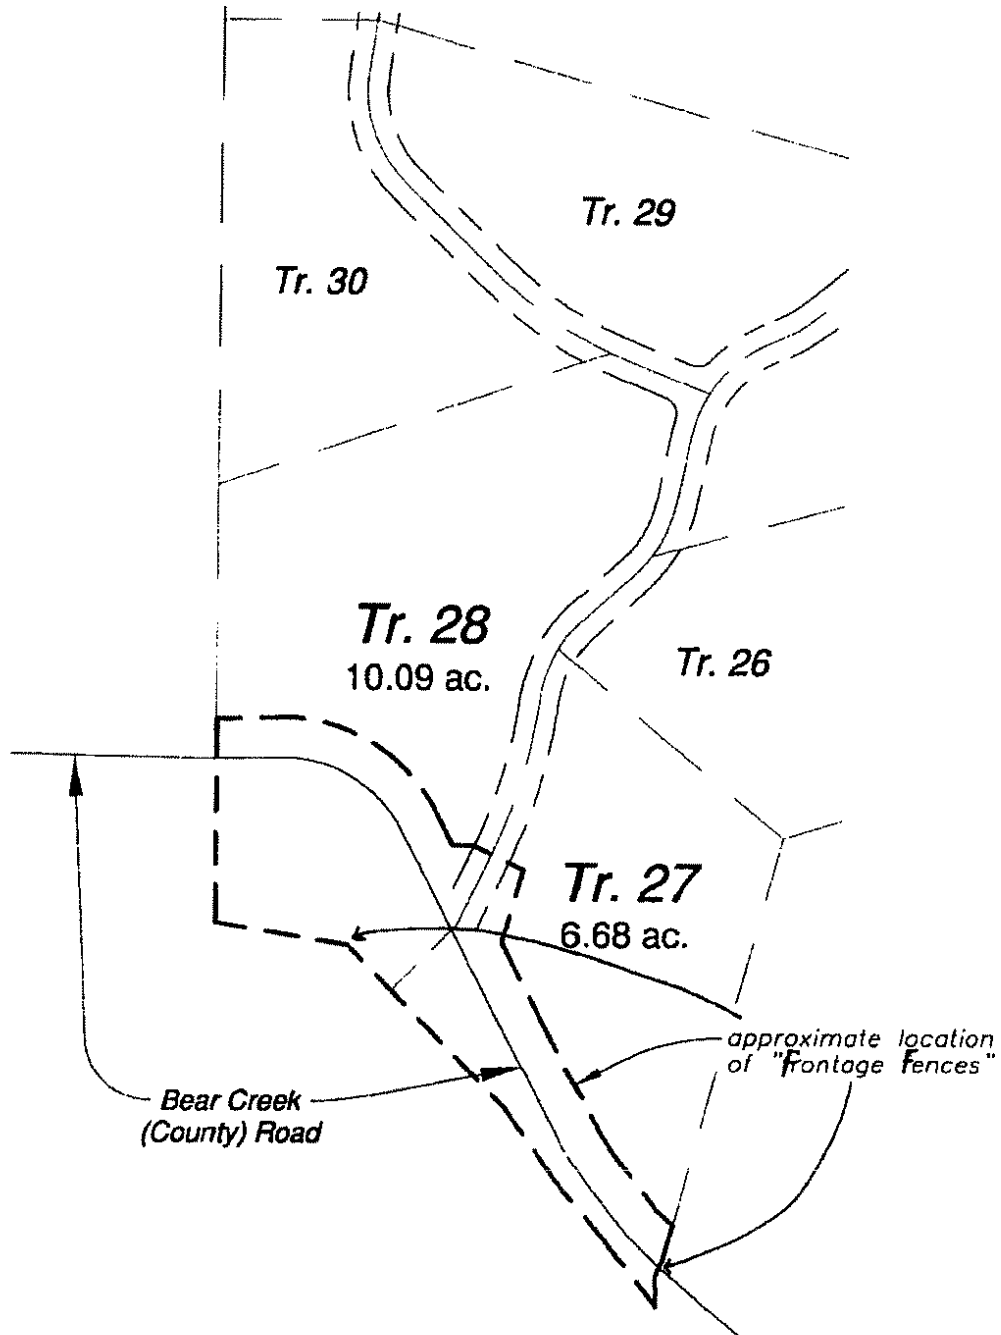 Tr. 29
Tr. 30
Tr. 28
10.09 ac.
Tr. 26
Tr. 27
6.68 ac.
approximate location
of "Frontage Fences"
Bear Creek
(County) Road